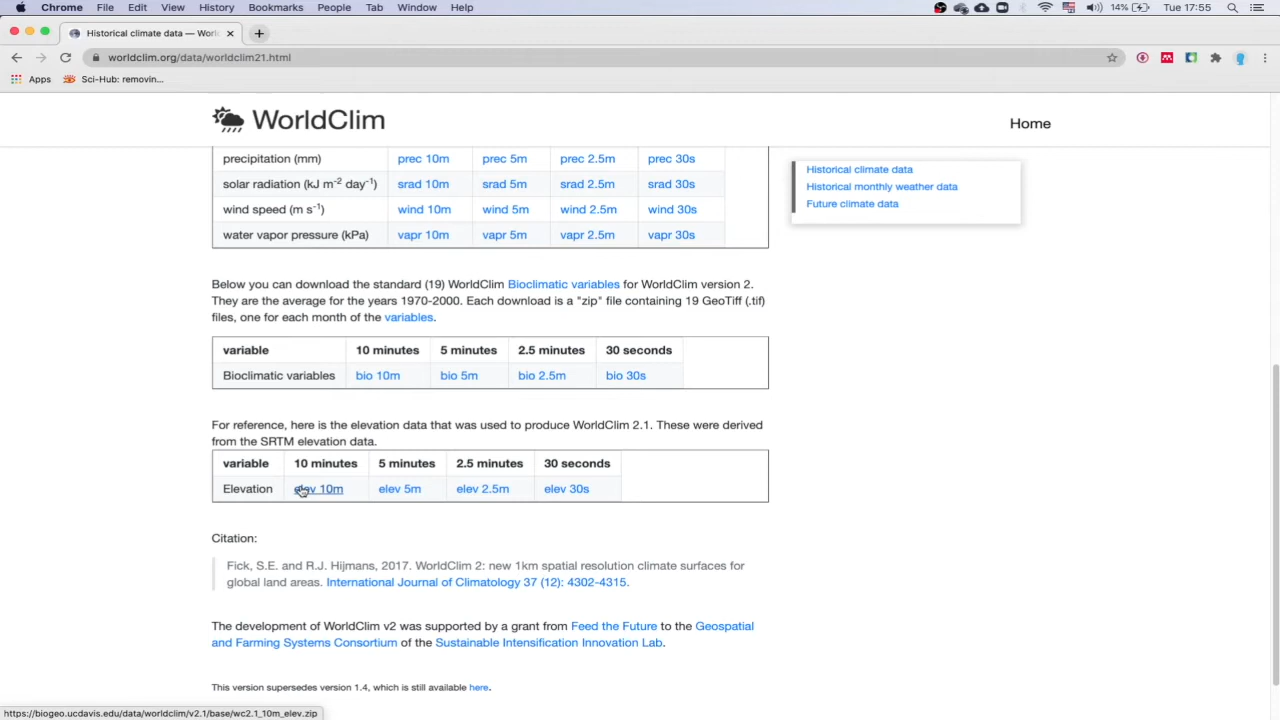 Chrome File Edit View History Bookmarks People Tab Window Help 14% Tue 17:55
Historical climate data — World
worldclim.org/data/worldclim21.html
Apps Sci-Hub: removin...
WorldClim
Home
precipitation (mm) prec 10m prec 5m prec 2.5m prec 30s
solar radiation (kJ m-2 day-1) srad 10m srad 5m srad 2.5m srad 30s
wind speed (m s-1) wind 10m wind 5m wind 2.5m wind 30s
water vapor pressure (kPa) vapr 10m vapr 5m vapr 2.5m vapr 30s
Historical climate data
Historical monthly weather data
Future climate data
Below you can download the standard (19) WorldClim Bioclimatic variables for WorldClim version 2.
They are the average for the years 1970-2000. Each download is a "zip" file containing 19 GeoTiff (.tif)
files, one for each month of the variables.
variable 10 minutes 5 minutes 2.5 minutes 30 seconds
Bioclimatic variables bio 10m bio 5m bio 2.5m bio 30s
For reference, here is the elevation data that was used to produce WorldClim 2.1. These were derived
from the SRTM elevation data.
variable 10 minutes 5 minutes 2.5 minutes 30 seconds
Elevation elev 10m elev 5m elev 2.5m elev 30s
Citation:
Fick, S.E. and R.J. Hijmans, 2017. WorldClim 2: new 1km spatial resolution climate surfaces for
global land areas. International Journal of Climatology 37 (12): 4302-4315.
The development of WorldClim v2 was supported by a grant from Feed the Future to the Geospatial
and Farming Systems Consortium of the Sustainable Intensification Innovation Lab.
This version supersedes version 1.4, which is still available here.
https://biogeo.ucdavis.edu/data/worldclim/v2.1/base/wc2.1_10m_elev.zip